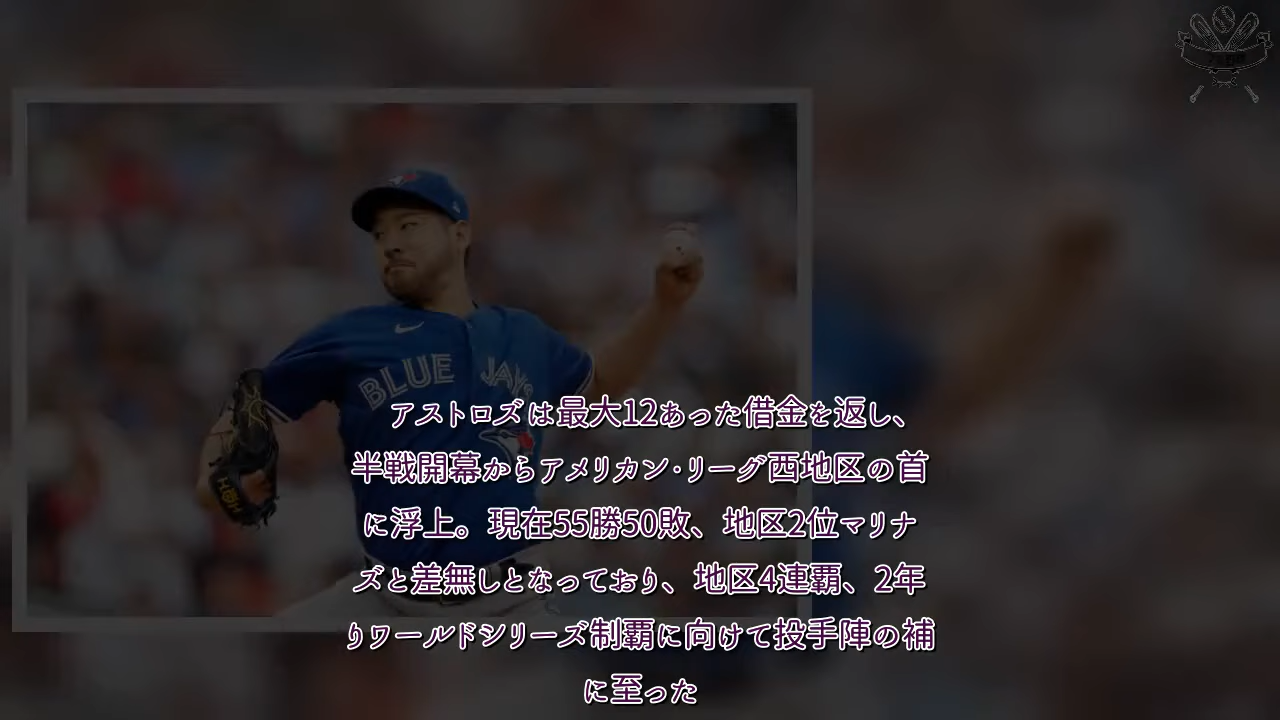 BLUE JAYS
アストロズは最大12あった借金を返し、
半戦開幕からアメリカン・リーグ西地区の首
に浮上。現在55勝50敗、地区2位マリナ
ズと差無しとなっており、地区4連覇、2年
りワールドシリーズ制覇に向けて投手陣の補
に至った